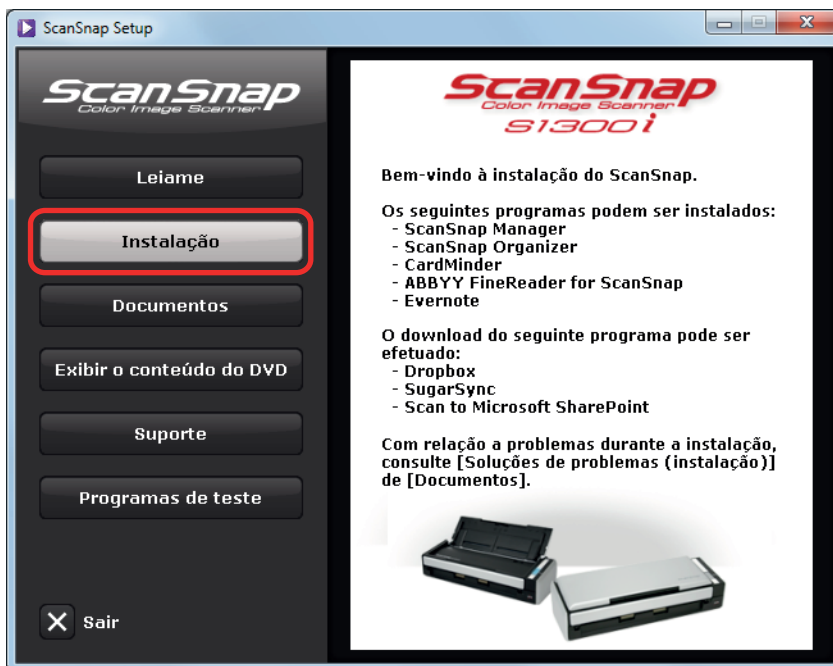 ScanSnap Setup
ScanSnap
Color Image Scanner
Leiame
Instalação
Documentos
Exibir o conteúdo do DVD
Suporte
Programas de teste
Sair
ScanSnap
Color Image Scanner
S1300i
Bem-vindo à instalação do ScanSnap.
Os seguintes programas podem ser instalados:
- ScanSnap Manager
- ScanSnap Organizer
- CardMinder
- ABBYY FineReader for ScanSnap
- Evernote
O download do seguinte programa pode ser
efetuado:
- Dropbox
- SugarSync
- Scan to Microsoft SharePoint
Com relação a problemas durante a instalação,
consulte [Soluções de problemas (instalação)]
de [Documentos].